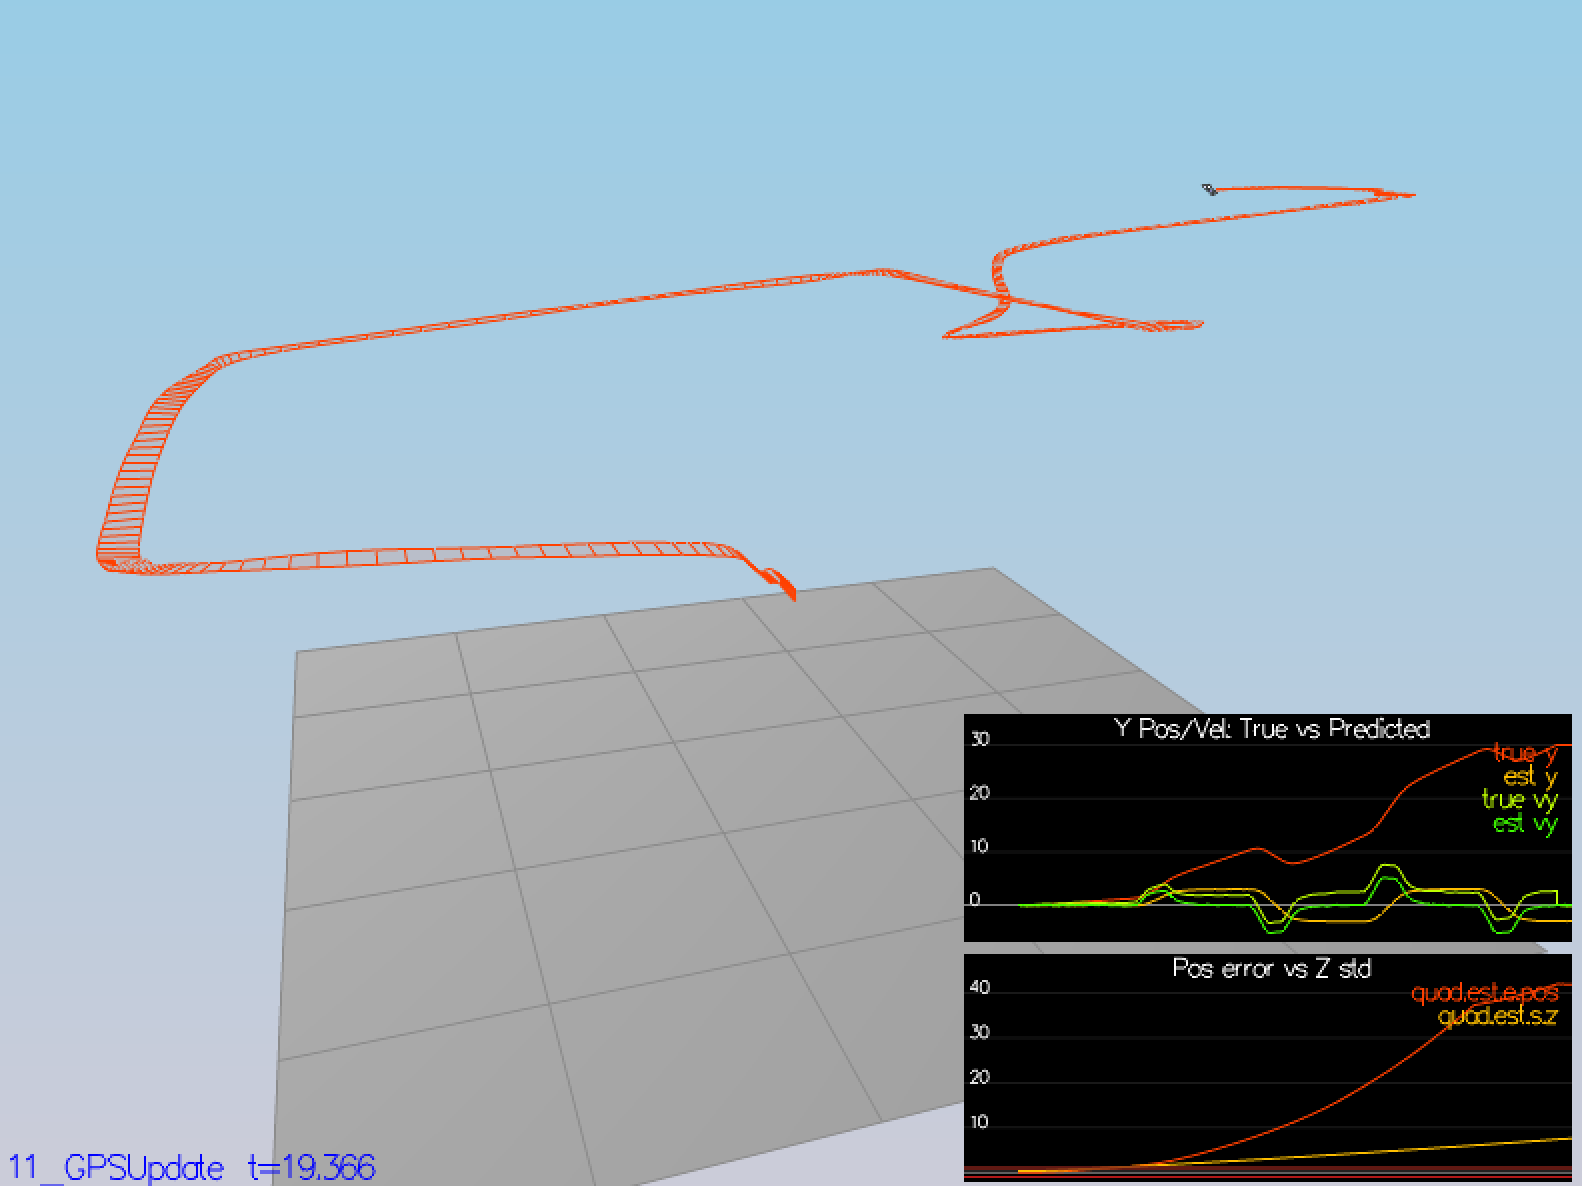 Y Pos/Vel: True vs Predicted
30
true y
est y
20
true vy
est vy
10
0
Pos error vs Z std
40
quad.est.e.pos
quad.est.s.z
30
20
10
11_GPSUpdate t=19.366